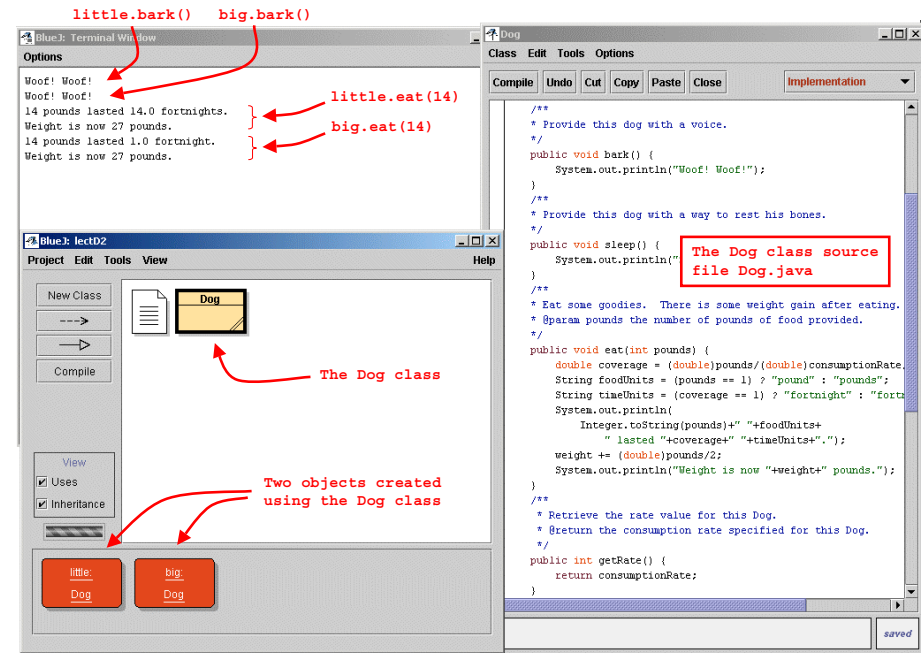 little.bark() big.bark()
BlueJ: Terminal Window
Options
Woof! Woof!
Woof! Woof!
14 pounds lasted 14.0 fortnights.
Weight is now 27 pounds.
14 pounds lasted 1.0 fortnight.
Weight is now 27 pounds.
little.eat(14)
big.eat(14)
Dog
Class Edit Tools Options
Compile Undo Cut Copy Paste Close Implementation
/**
* Provide this dog with a voice.
*/
public void bark() {
System.out.println("Woof! Woof!");
}
/**
* Provide this dog with a way to rest his bones.
*/
public void sleep() {
System.out.println("
}
/**
* Eat some goodies. There is some weight gain after eating.
* @param pounds the number of pounds of food provided.
*/
public void eat(int pounds) {
double coverage = (double)pounds/(double)consumptionRate
String foodUnits = (pounds == 1) ? "pound" : "pounds";
String timeUnits = (coverage == 1) ? "fortnight" :
System.out.println(
Integer.toString(pounds)+" "+foodUnits+
" lasted "+coverage+" "+timeUnits+".");
weight += (double)pounds/2;
System.out.println("Weight is now "+weight+" pounds.");
}
/**
* Retrieve the rate value for this Dog.
* @return the consumption rate specified for this Dog.
*/
public int getRate() {
return consumptionRate;
}
saved
The Dog class source
file Dog.java
BlueJ: lectD2
Project Edit Tools View Help
New Class
--->
Compile
Dog
The Dog class
View
Uses
Inheritance
Two objects created
using the Dog class
little:
Dog
big:
Dog